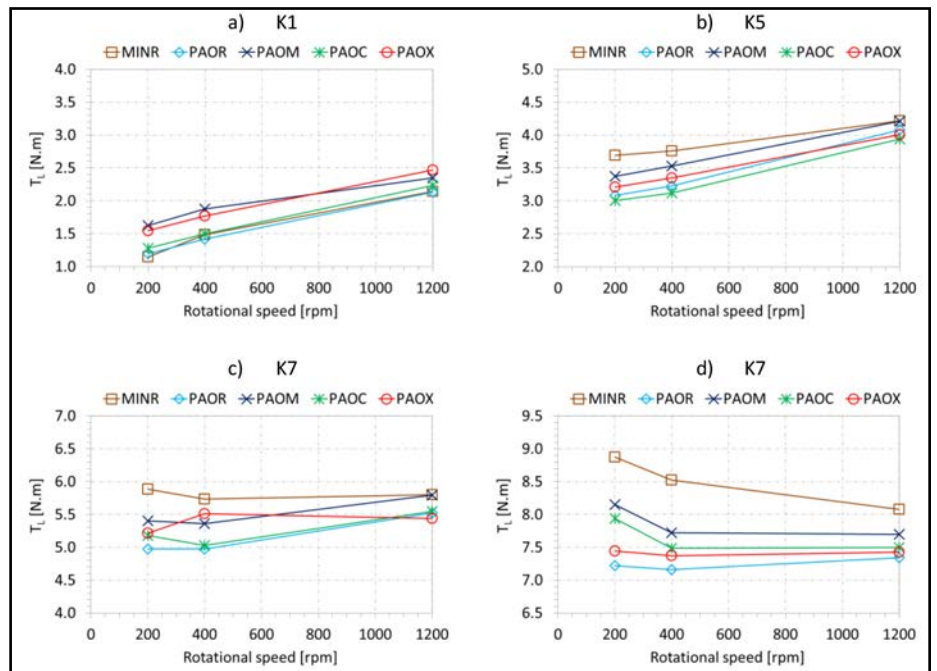 a) K1
MINR PAOR PAOM PAOC PAOX
4.0
3.5
3.0
2.5
2.0
1.5
1.0
T_L [N.m]
0 200 400 600 800 1000 1200
Rotational speed [rpm]
b) K5
MINR PAOR PAOM PAOC PAOX
5.0
4.5
4.0
3.5
3.0
2.5
2.0
T_L [N.m]
0 200 400 600 800 1000 1200
Rotational speed [rpm]
c) K7
MINR PAOR PAOM PAOC PAOX
7.0
6.5
6.0
5.5
5.0
4.5
4.0
T_L [N.m]
0 200 400 600 800 1000 1200
Rotational speed [rpm]
d) K7
MINR PAOR PAOM PAOC PAOX
9.5
9.0
8.5
8.0
7.5
7.0
6.5
T_L [N.m]
0 200 400 600 800 1000 1200
Rotational speed [rpm]